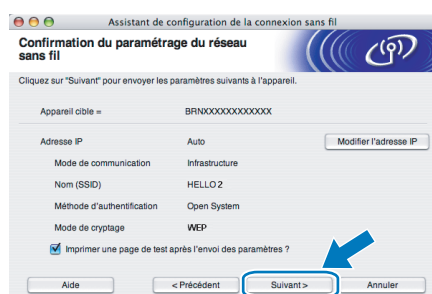 Assistant de configuration de la connexion sans fil
Confirmation du paramétrage du réseau
sans fil
Cliquez sur "Suivant" pour envoyer les paramètres suivants à l'appareil.
Appareil cible = BRNXXXXXXXXXXXX
Adresse IP Auto Modifier l'adresse IP
Mode de communication Infrastructure
Nom (SSID) HELLO 2
Méthode d'authentification Open System
Mode de cryptage WEP
Imprimer une page de test après l'envoi des paramètres ?
Aide < Précédent Suivant > Annuler